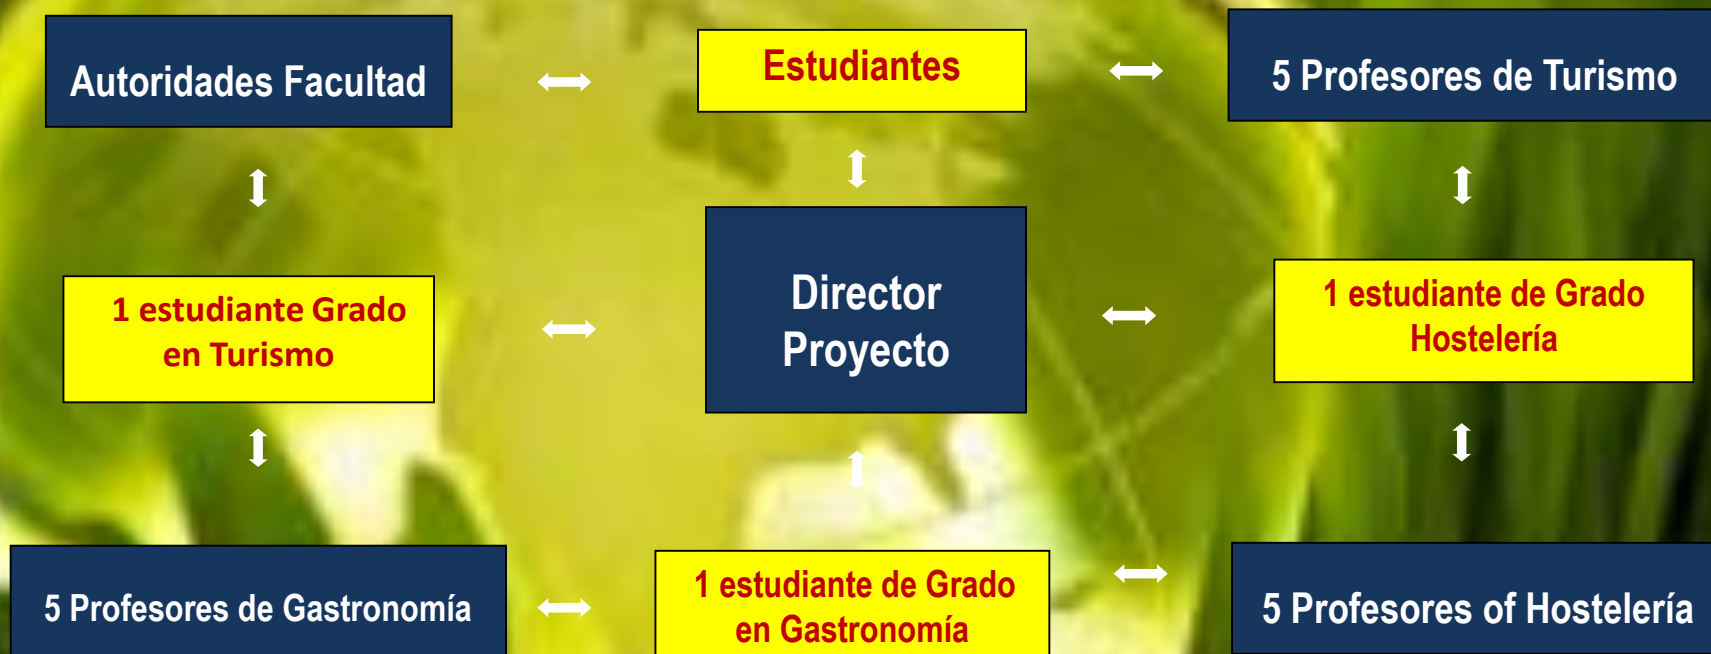 Autoridades Facultad
Estudiantes
5 Profesores de Turismo
1 estudiante Grado
en Turismo
Director
Proyecto
1 estudiante de Grado
Hostelería
5 Profesores de Gastronomía
1 estudiante de Grado
en Gastronomía
5 Profesores of Hostelería